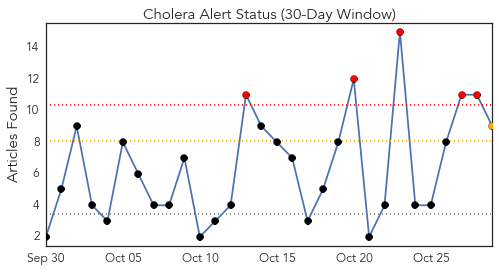 Cholera Alert Status (30-Day Window)
Articles Found
14
12
10
8
6
4
2
Sep 30 Oct 05 Oct 10 Oct 15 Oct 20 Oct 25